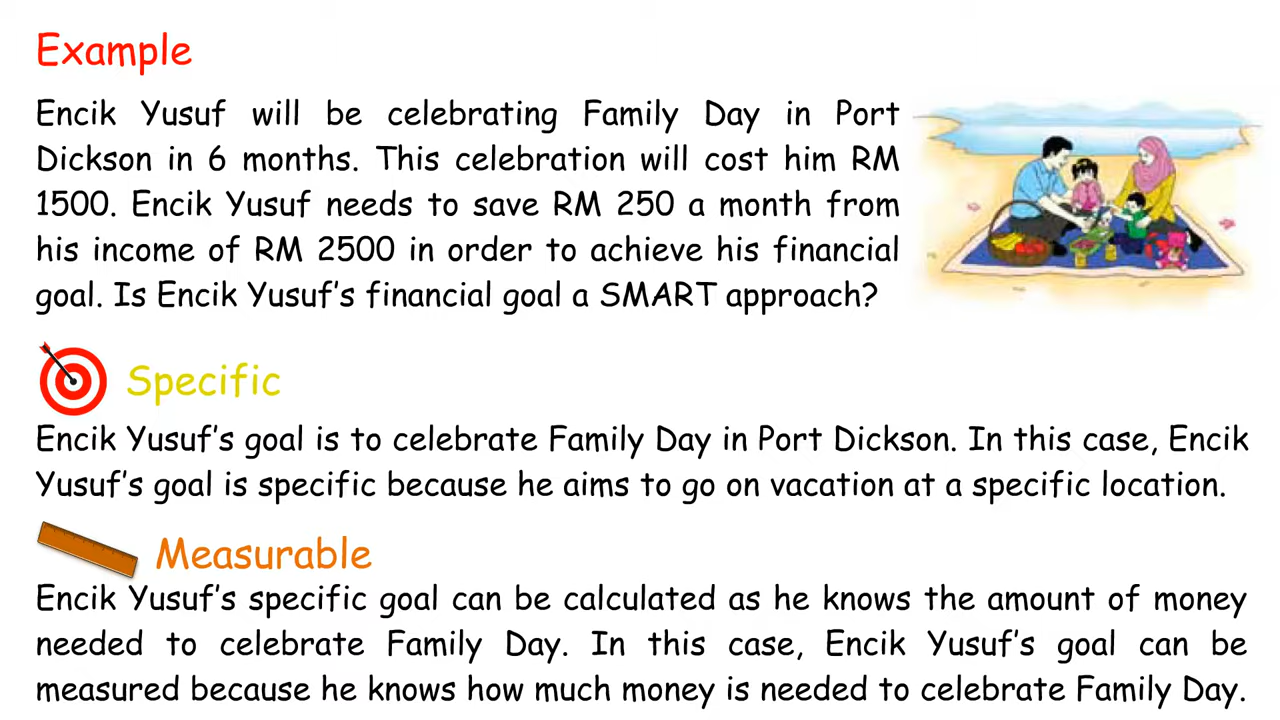 Example
Encik Yusuf will be celebrating Family Day in Port
Dickson in 6 months. This celebration will cost him RM
1500. Encik Yusuf needs to save RM 250 a month from
his income of RM 2500 in order to achieve his financial
goal. Is Encik Yusuf's financial goal a SMART approach?
Specific
Encik Yusuf's goal is to celebrate Family Day in Port Dickson. In this case, Encik
Yusuf's goal is specific because he aims to go on vacation at a specific location.
Measurable
Encik Yusuf's specific goal can be calculated as he knows the amount of money
needed to celebrate Family Day. In this case, Encik Yusuf's goal can be
measured because he knows how much money is needed to celebrate Family Day.